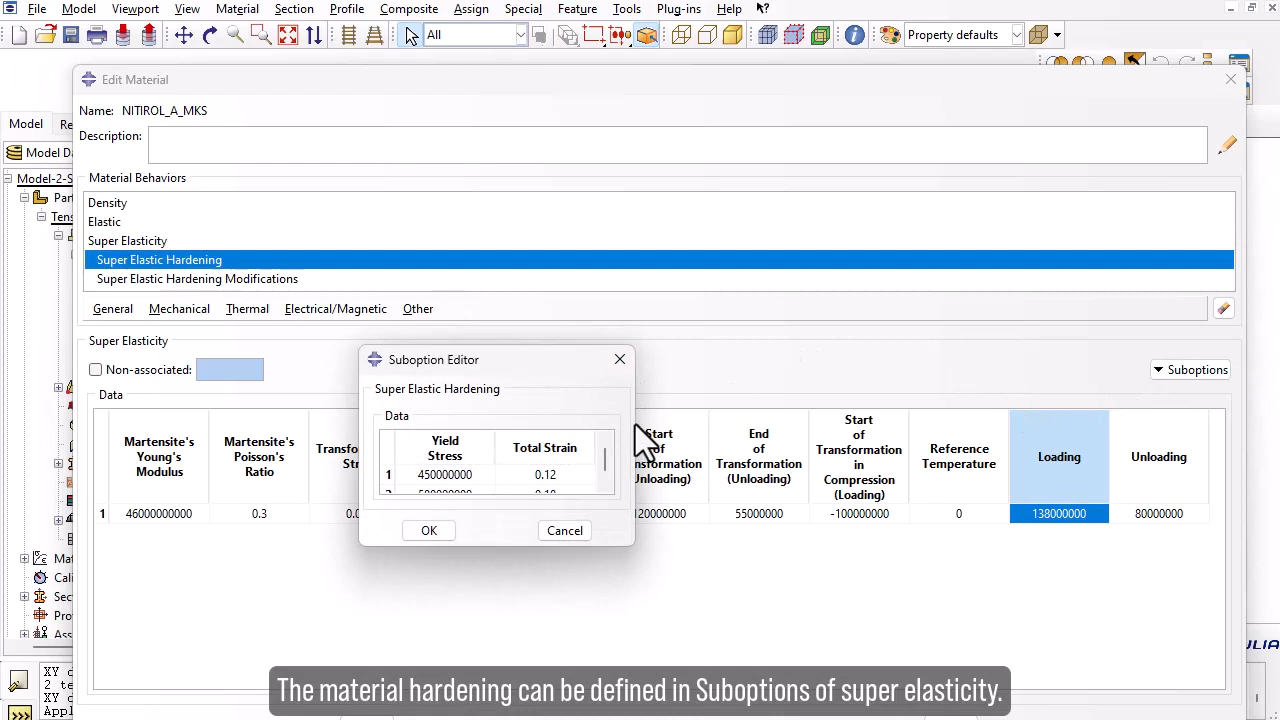 File Model Viewport View Material Section Profile Composite Assign Special Feature Tools Plug-ins Help
All
Property defaults
Edit Material
Name: NITIROL_A_MKS
Model
Description:
Model-2-S
Material Behaviors
Density
Elastic
Super Elasticity
Super Elastic Hardening
Super Elastic Hardening Modifications
General Mechanical Thermal Electrical/Magnetic Other
Super Elasticity
Non-associated:
Suboptions
Data
Martensite's Young's Modulus
Martensite's Poisson's Ratio
End of Transformation (Unloading)
Start of Transformation in Compression (Loading)
Reference Temperature
Loading
Unloading
1 46000000000 0.3 55000000 -100000000 0 138000000 80000000
Suboption Editor
Super Elastic Hardening
Data
Yield Stress
Total Strain
1 450000000 0.12
OK Cancel
XY
XY
The material hardening can be defined in Suboptions of super elasticity.